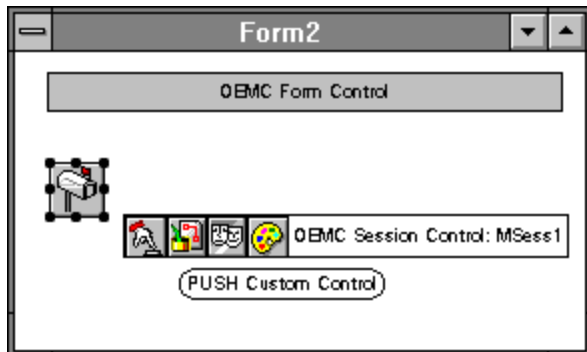 Form2
OEMC Form Control
OEMC Session Control: MSess1
PUSH Custom Control